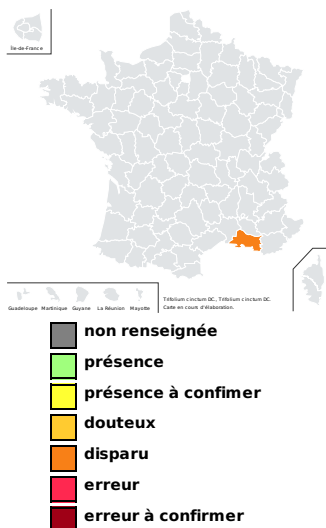 Île-de-France
Guadeloupe Martinique Guyane La Réunion Mayotte
Trifolium cinctum DC., Trifolium cinctum DC.
Carte en cours d'élaboration.
non renseignée
présence
présence à confimer
douteux
disparu
erreur
erreur à confirmer